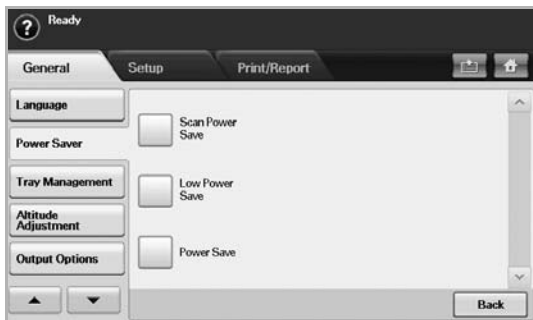 ? Ready
General Setup Print/Report
Language
Power Saver
Tray Management
Altitude
Adjustment
Output Options
Scan Power
Save
Low Power
Save
Power Save
Back